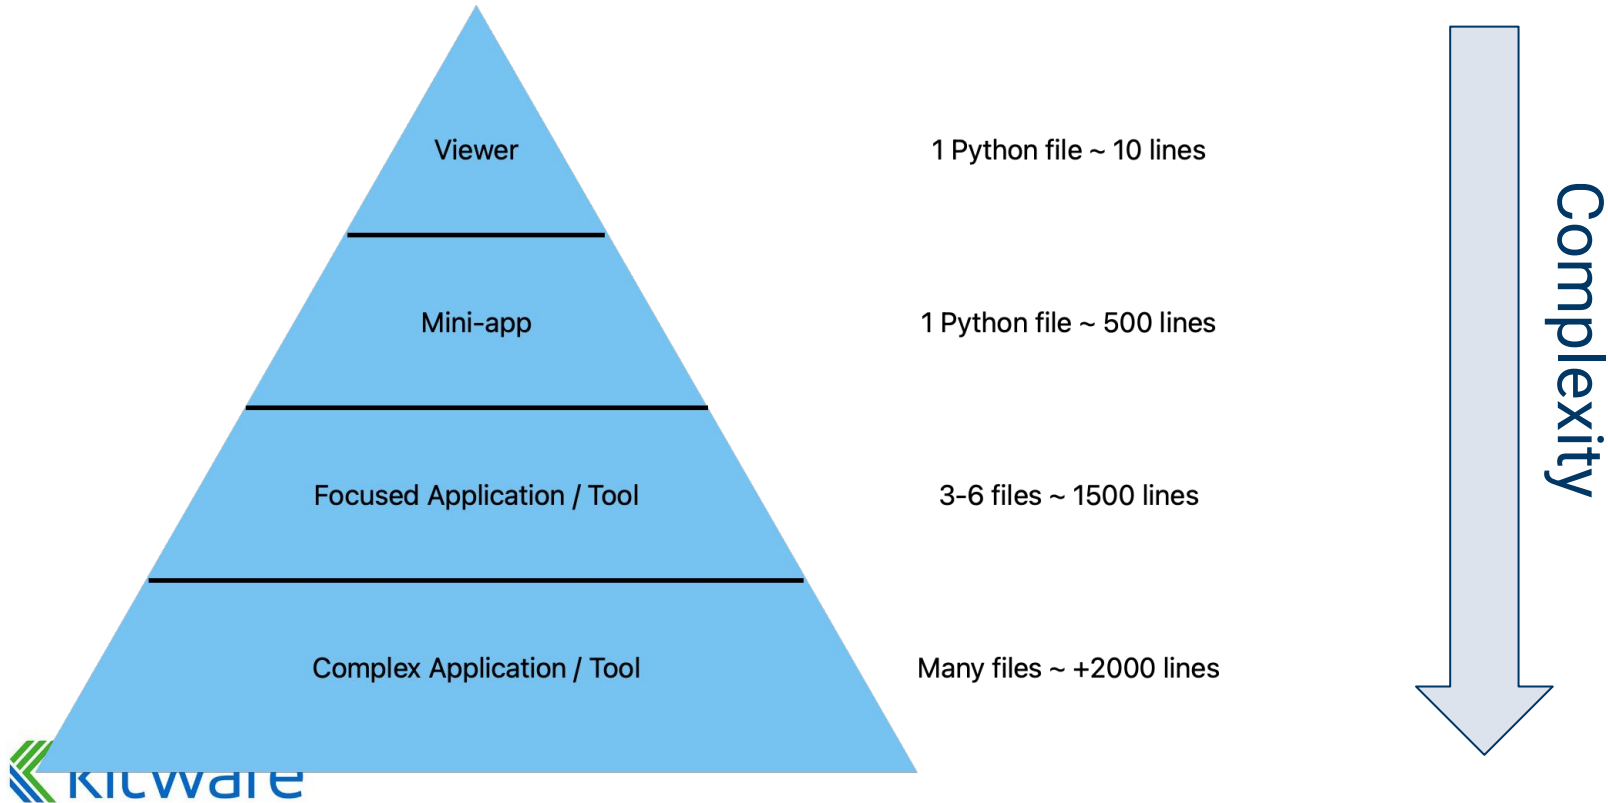 Viewer
1 Python file ~ 10 lines
Mini-app
1 Python file ~ 500 lines
Focused Application / Tool
3-6 files ~ 1500 lines
Complex Application / Tool
Many files ~ +2000 lines
Complexity
kitware